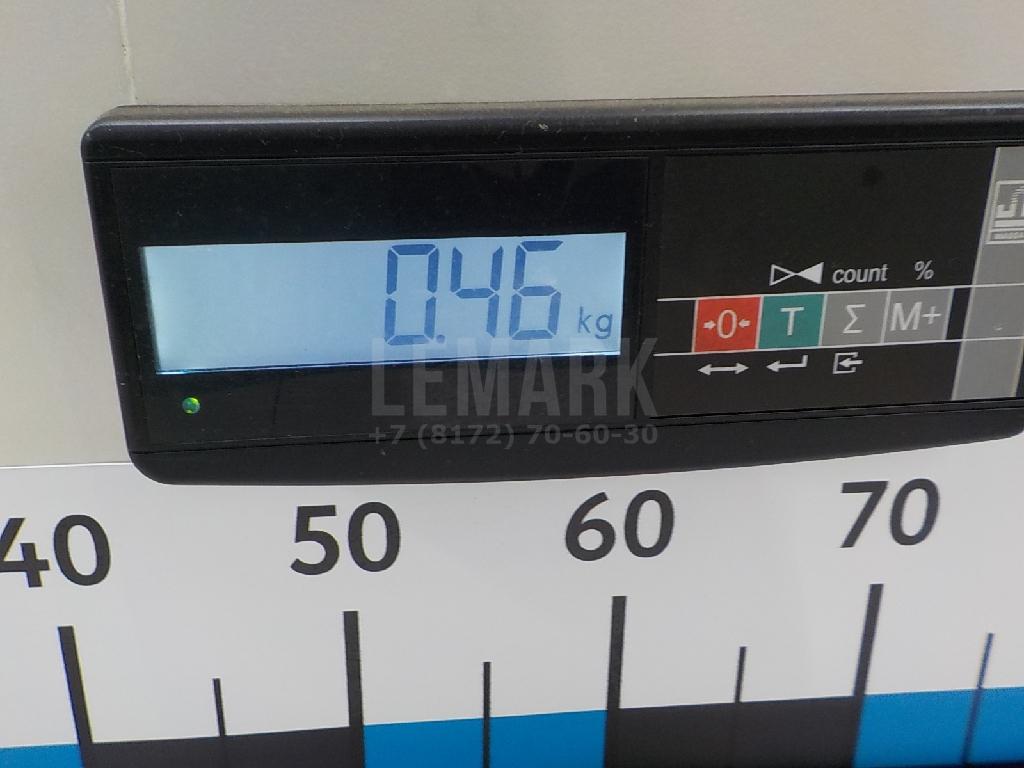 0.46 kg
count %
→0← T Σ M+
LEMARK
+7 (8172) 70-60-30
40 50 60 70